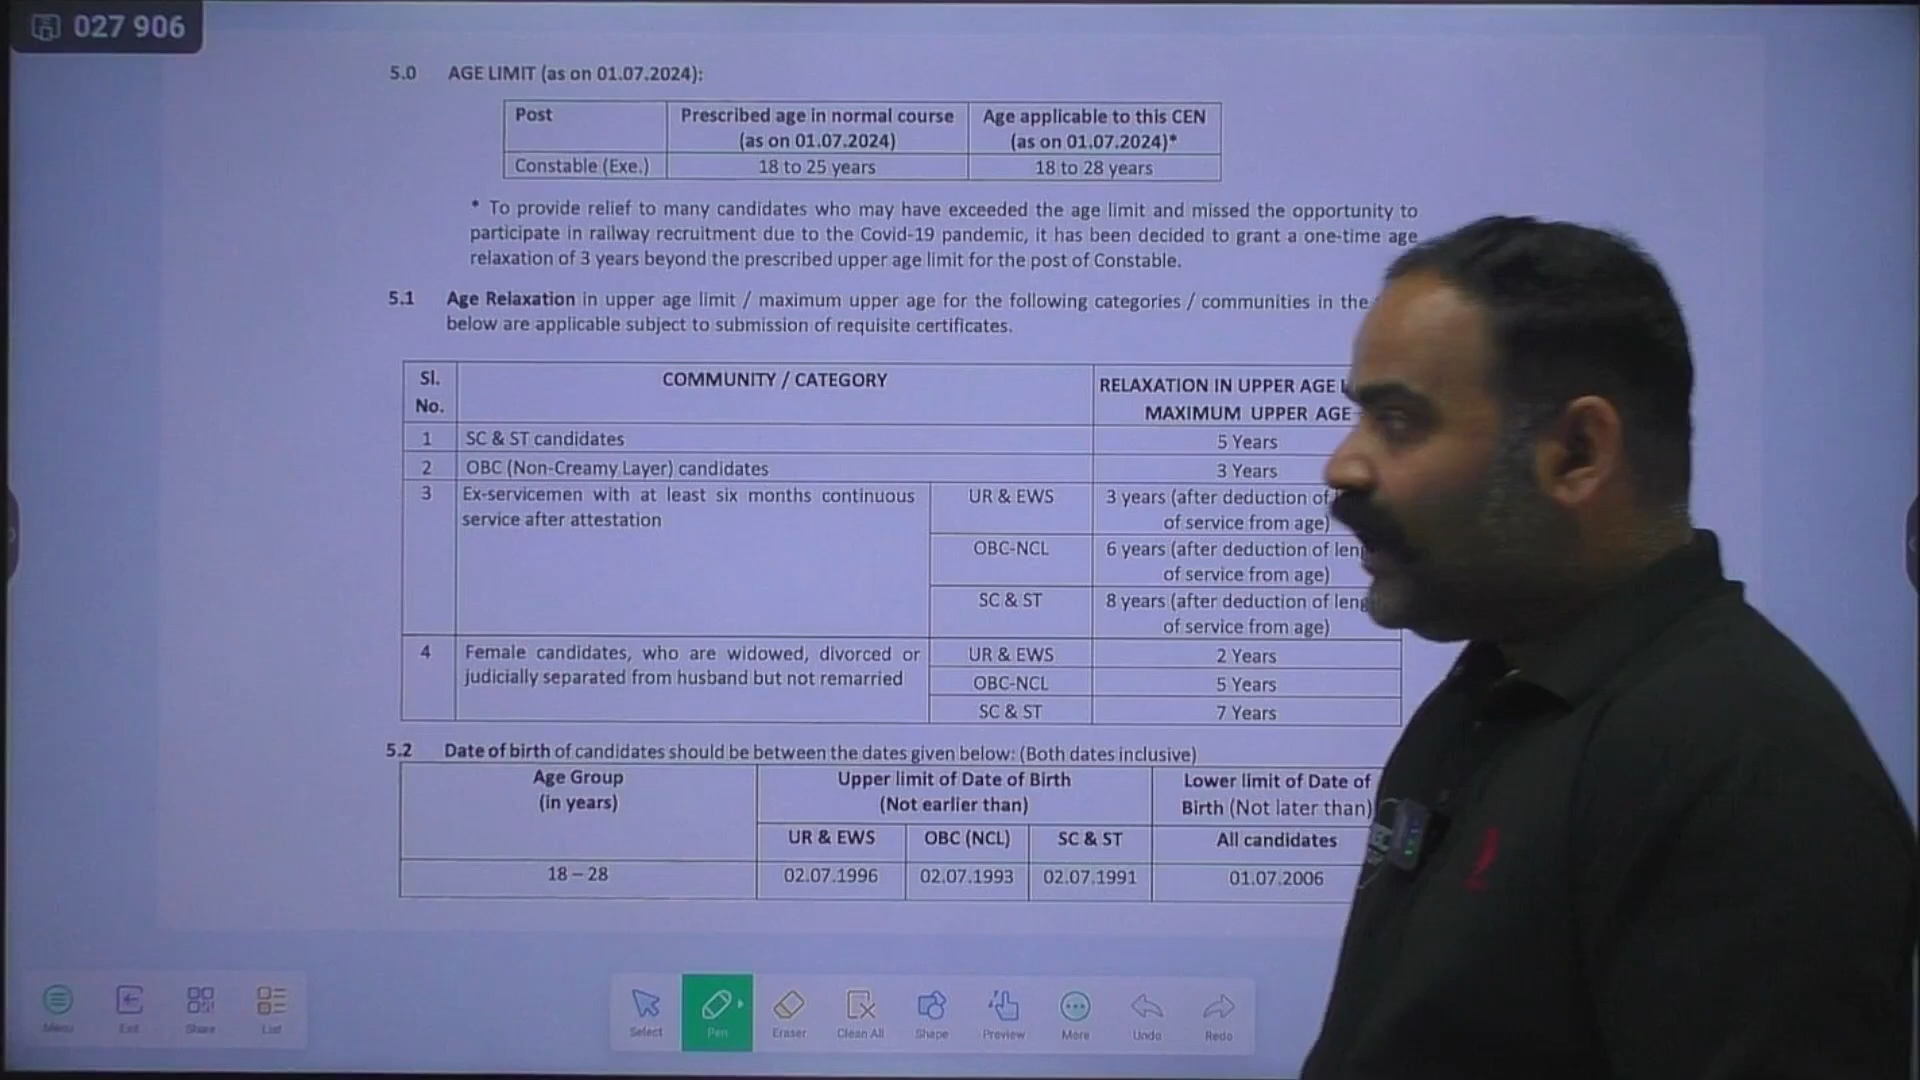 027 906
5.0 AGE LIMIT (as on 01.07.2024):
Post Prescribed age in normal course Age applicable to this CEN
(as on 01.07.2024) (as on 01.07.2024)*
Constable (Exe.) 18 to 25 years 18 to 28 years
* To provide relief to many candidates who may have exceeded the age limit and missed the opportunity to
participate in railway recruitment due to the Covid-19 pandemic, it has been decided to grant a one-time age
relaxation of 3 years beyond the prescribed upper age limit for the post of Constable.
5.1 Age Relaxation in upper age limit / maximum upper age for the following categories / communities in the
below are applicable subject to submission of requisite certificates.
Sl. COMMUNITY / CATEGORY RELAXATION IN UPPER AGE
No. MAXIMUM UPPER AGE
1 SC & ST candidates 5 Years
2 OBC (Non-Creamy Layer) candidates 3 Years
3 Ex-servicemen with at least six months continuous UR & EWS 3 years (after deduction of
service after attestation of service from age)
OBC-NCL 6 years (after deduction of
of service from age)
SC & ST 8 years (after deduction of
of service from age)
4 Female candidates, who are widowed, divorced or UR & EWS 2 Years
judicially separated from husband but not remarried OBC-NCL 5 Years
SC & ST 7 Years
5.2 Date of birth of candidates should be between the dates given below: (Both dates inclusive)
Age Group Upper limit of Date of Birth Lower limit of Date of
(in years) (Not earlier than) Birth (Not later than)
UR & EWS OBC (NCL) SC & ST All candidates
18 – 28 02.07.1996 02.07.1993 02.07.1991 01.07.2006
Menu Exit Share List Select Pen Eraser Clean All Shape Preview More Undo Redo